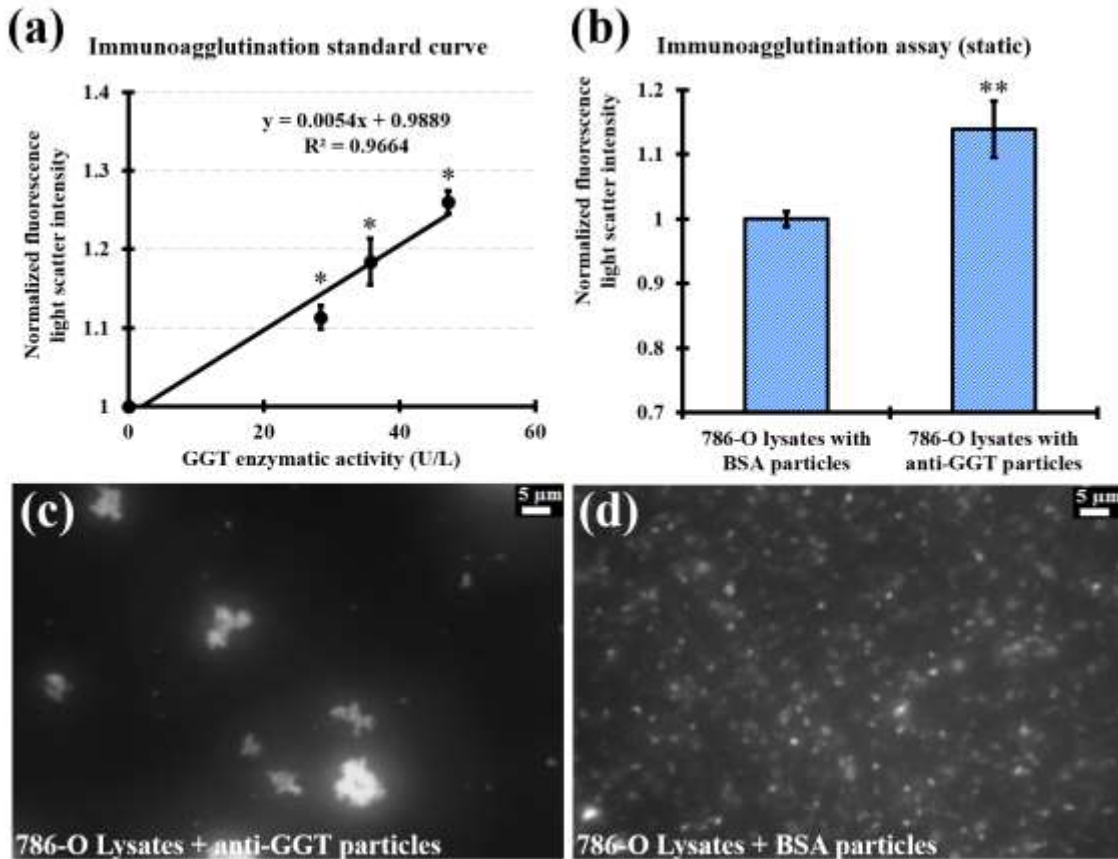 (a)
Immunoagglutination standard curve
Normalized fluorescence
light scatter intensity
1.4
1.3
1.2
1.1
1
y = 0.0054x + 0.9889
R² = 0.9664
*
*
*
0
20
40
60
GGT enzymatic activity (U/L)
(b)
Immunoagglutination assay (static)
Normalized fluorescence
light scatter intensity
1.2
1.1
1
0.9
0.8
0.7
**
786-O lysates with
BSA particles
786-O lysates with
anti-GGT particles
(c)
5 µm
786-O Lysates + anti-GGT particles
(d)
5 µm
786-O Lysates + BSA particles